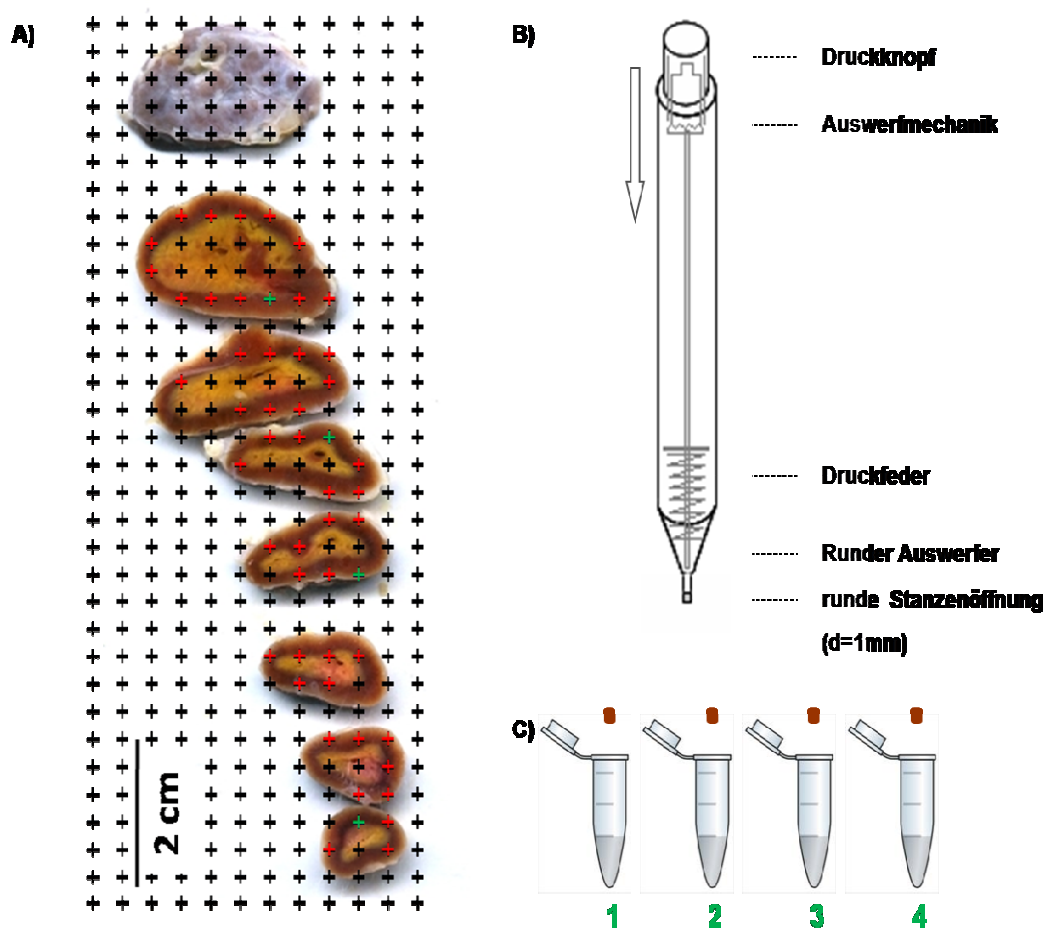 A)
B)
Druckknopf
Auswerfmechanik
Druckfeder
Runder Auswerfer
runde Stanzenöffnung
(d=1mm)
2 cm
C)
1 2 3 4